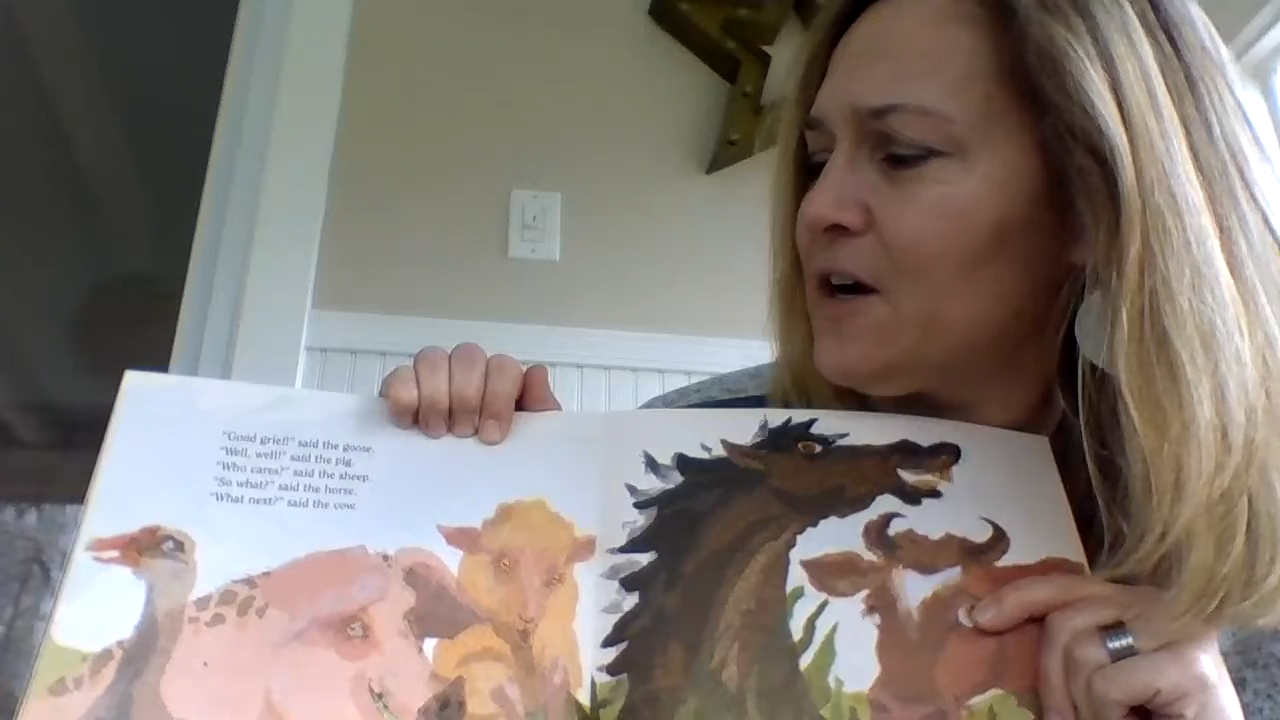 "Good grief!" said the goose.
"Well, well!" said the pig.
"Who cares?" said the sheep.
"So what?" said the horse.
"What next?" said the cow.